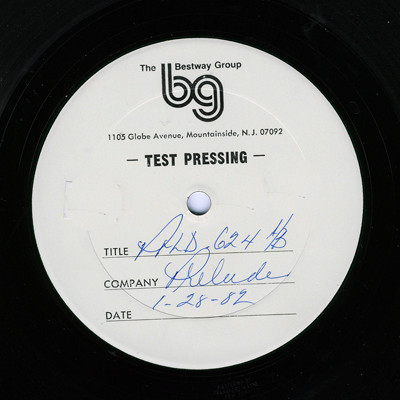 The Bestway Group
bg
1105 Globe Avenue, Mountainside, N.J. 07092
— TEST PRESSING —
TITLE PRLD-624 A/B
COMPANY Prelude
1-28-82
DATE